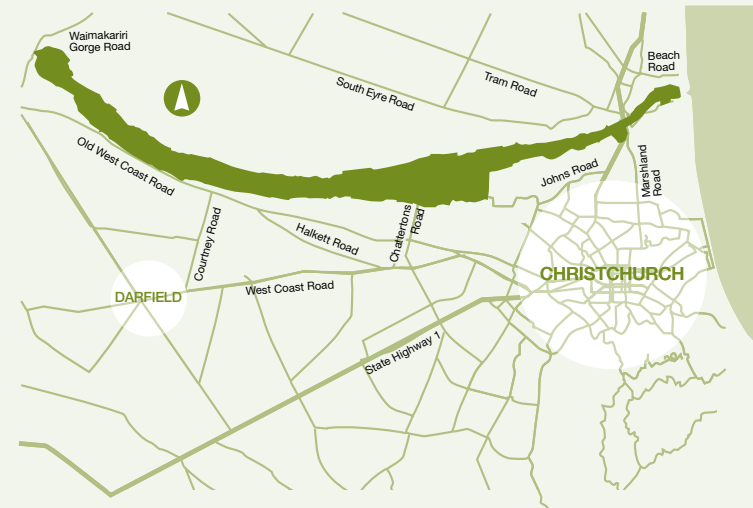 Waimakariri
Gorge Road
Beach
Road
South Eyre Road
Tram Road
Old West Coast Road
Johns Road
Marshland
Road
Courtney Road
Halkett Road
Chattertons
Road
CHRISTCHURCH
DARFIELD
West Coast Road
State Highway 1